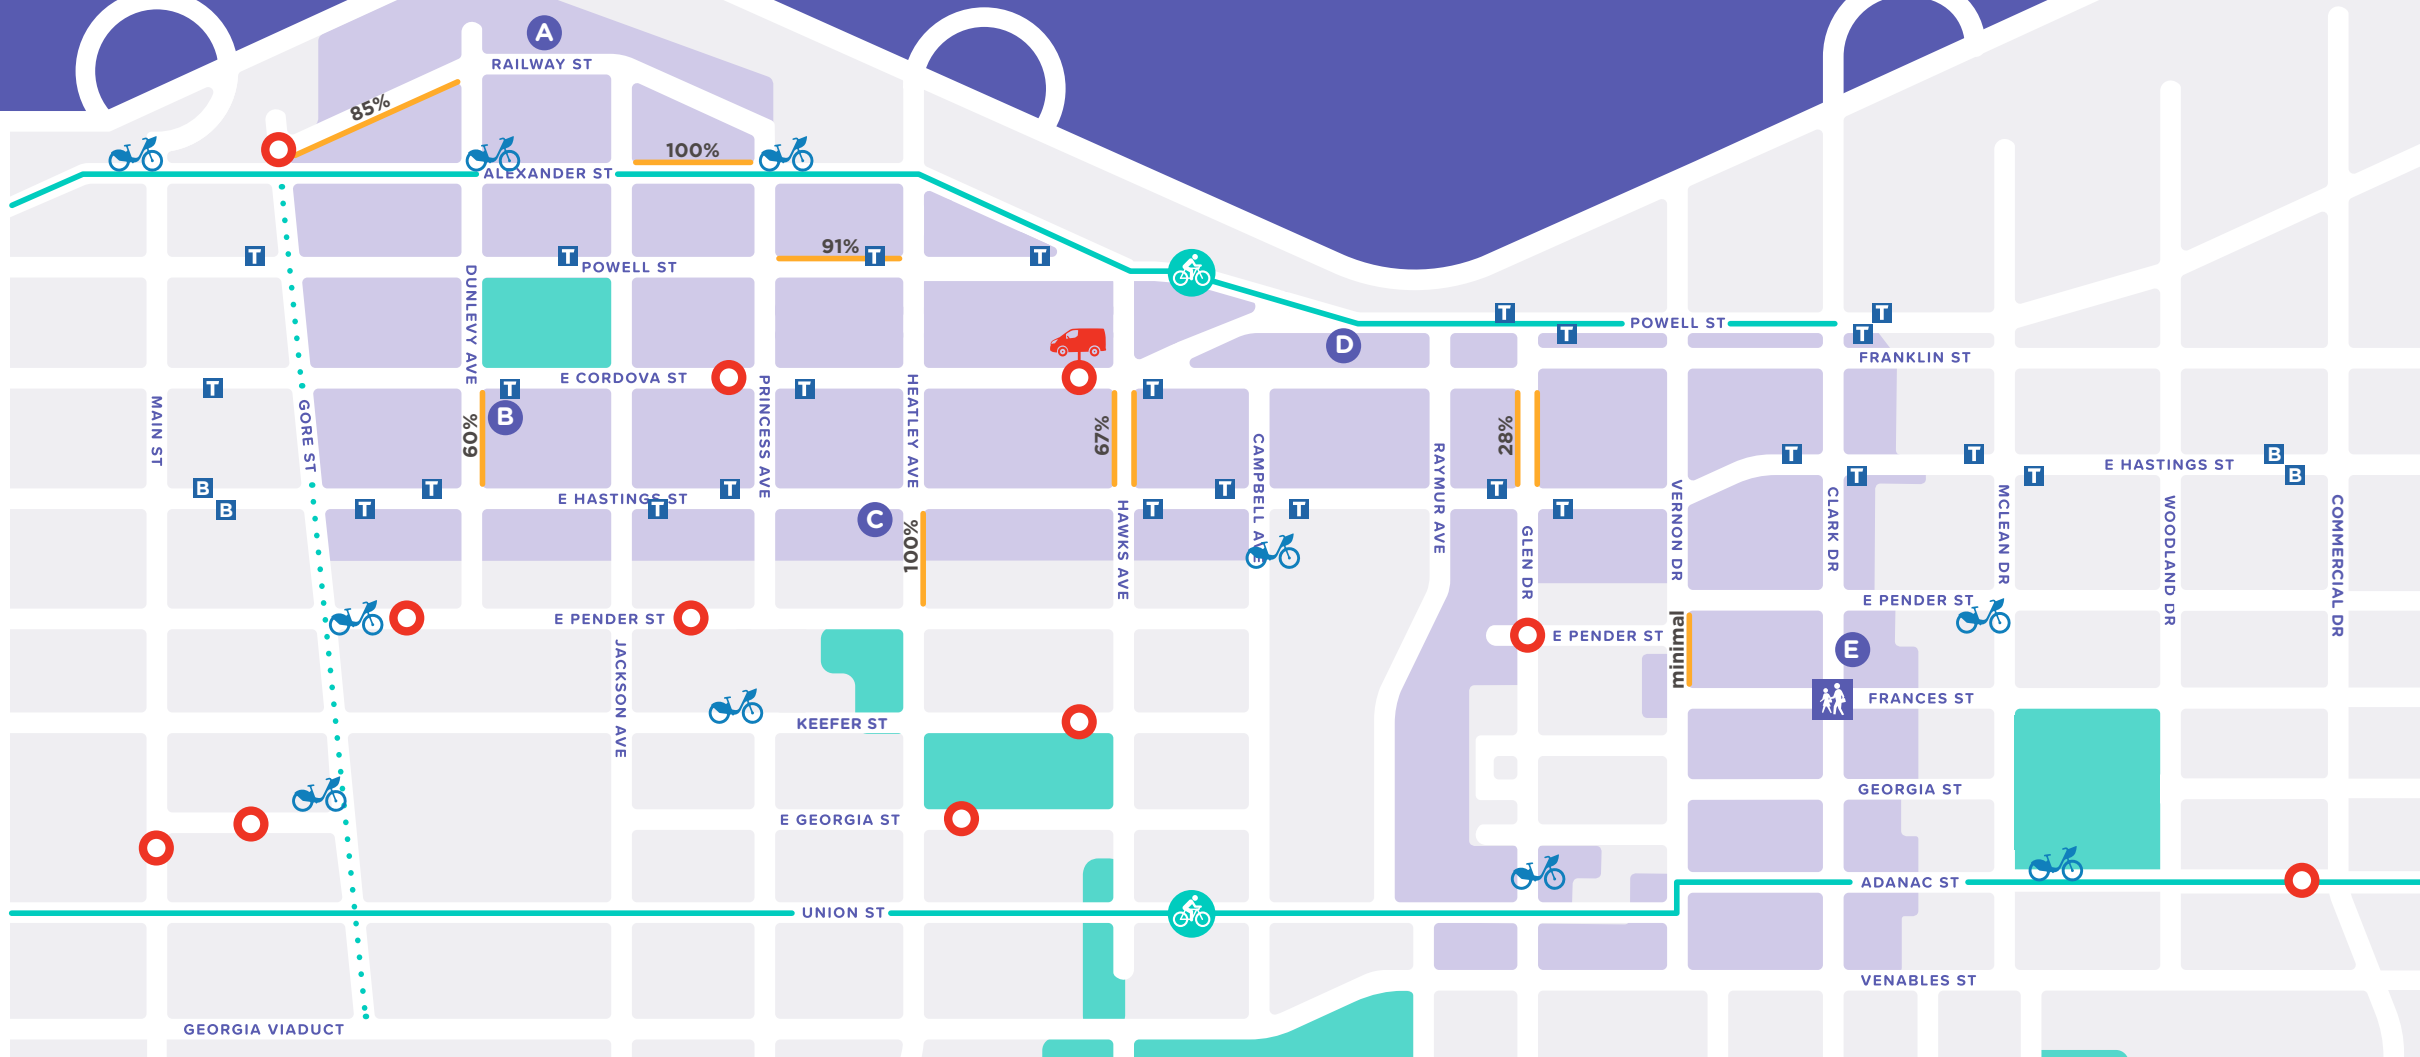 A
RAILWAY ST
85%
100%
ALEXANDER ST
91%
T
T
T
T
POWELL ST
DUNLEVY AVE
T
T
POWELL ST
T
T
D
FRANKLIN ST
E CORDOVA ST
T
T
T
T
MAIN ST
GORE ST
B
60%
PRINCESS AVE
HEATLEY AVE
67%
CAMPBELL AVE
RAYMUR AVE
28%
T
T
T
T
E HASTINGS ST
B
B
B
B
T
T
T
T
T
E HASTINGS ST
T
T
T
T
T
C
100%
HAWKS AVE
GLEN DR
VERNON DR
CLARK DR
MCLEAN DR
WOODLAND DR
COMMERCIAL DR
E PENDER ST
E PENDER ST
E PENDER ST
minimal
E
JACKSON AVE
FRANCES ST
KEEFER ST
GEORGIA ST
E GEORGIA ST
ADANAC ST
UNION ST
VENABLES ST
GEORGIA VIADUCT